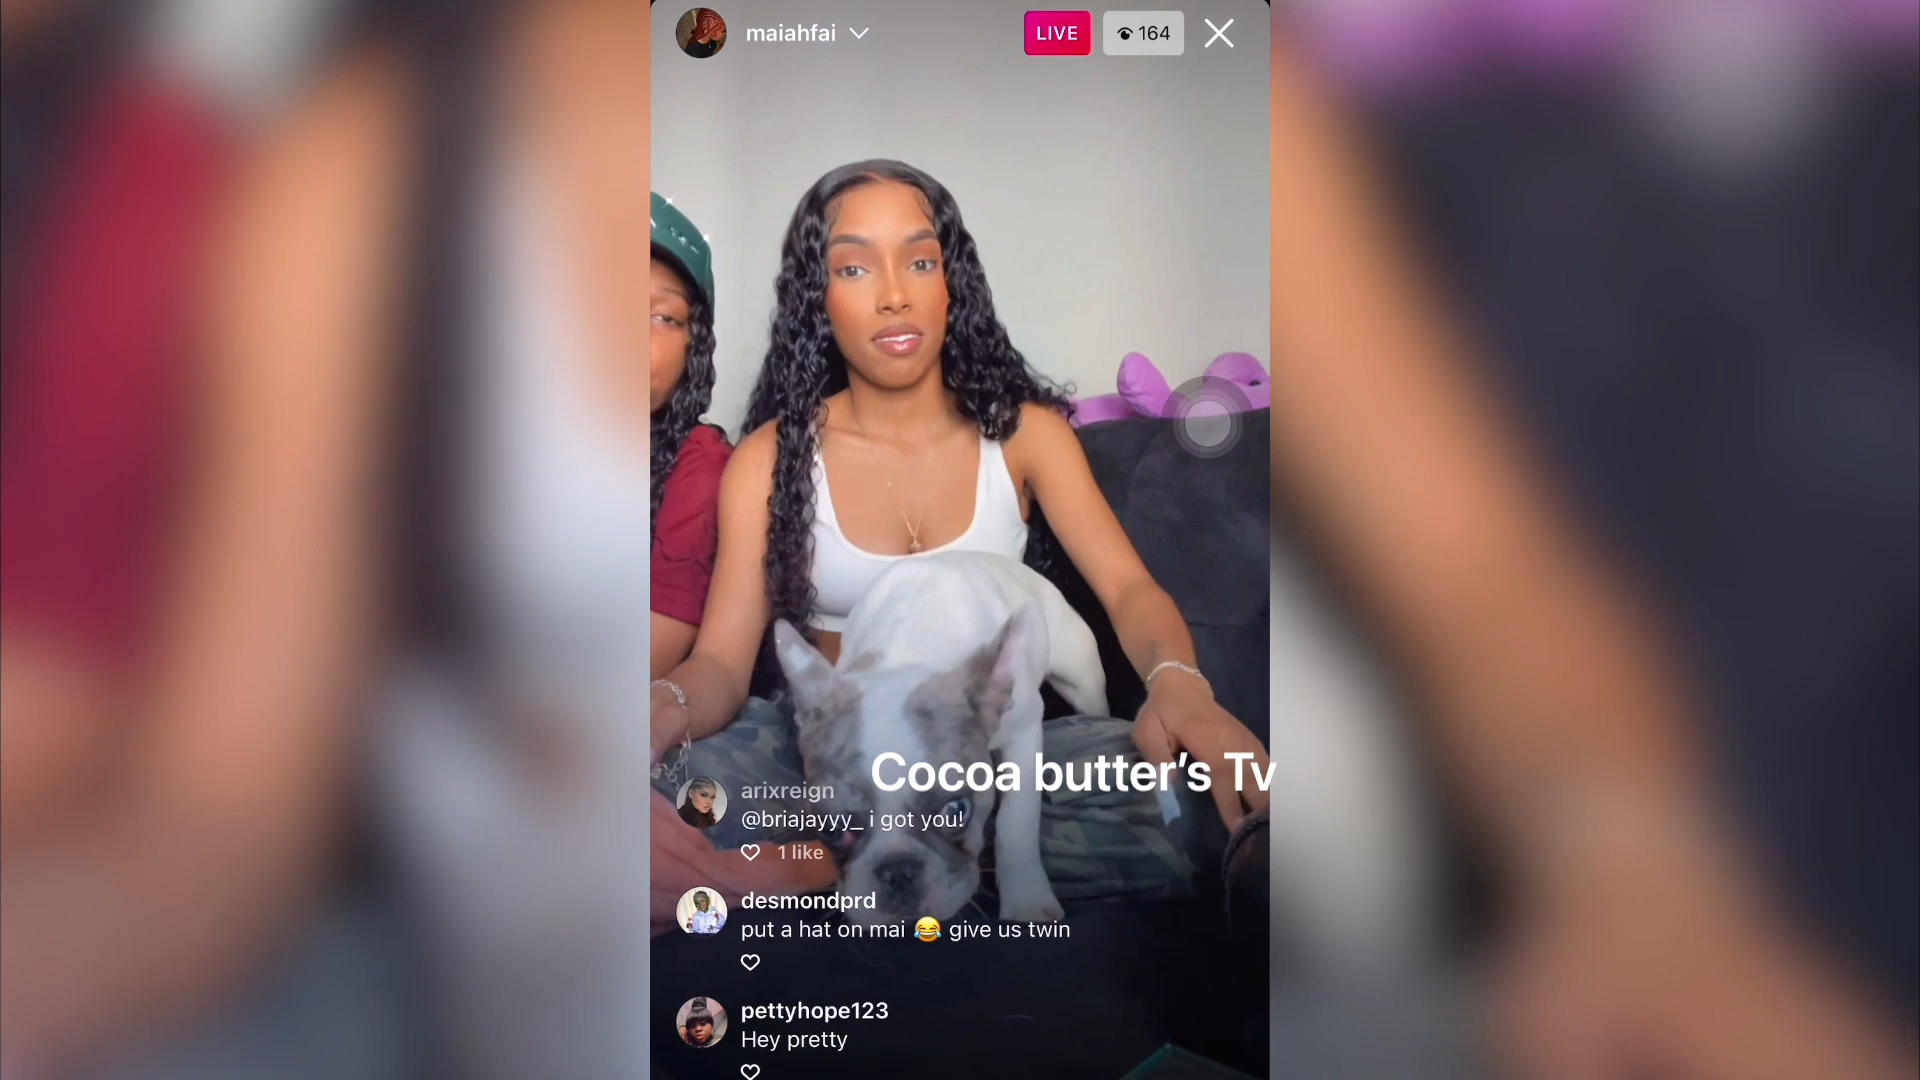 maiahfai
LIVE
164
Cocoa butter's Tv
arixreign
@briajayyy_ i got you!
1 like
desmondprd
put a hat on mai 😂 give us twin
pettyhope123
Hey pretty